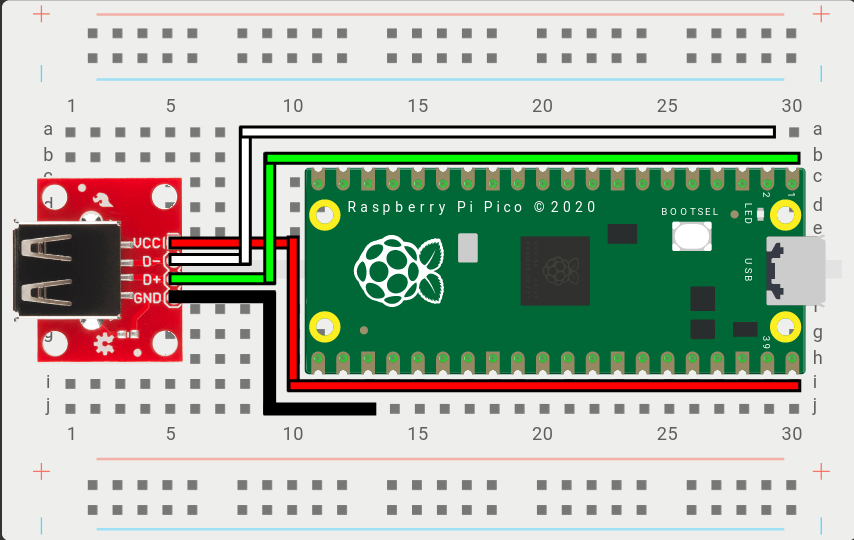 1 5 10 15 20 25 30
a a
b b
c c
d d
e
Raspberry Pi Pico © 2020
BOOTSEL
LED
2
1
VCC
D-
D+
GND
USB
f
g g
39
h
i i
j j
1 5 10 15 20 25 30